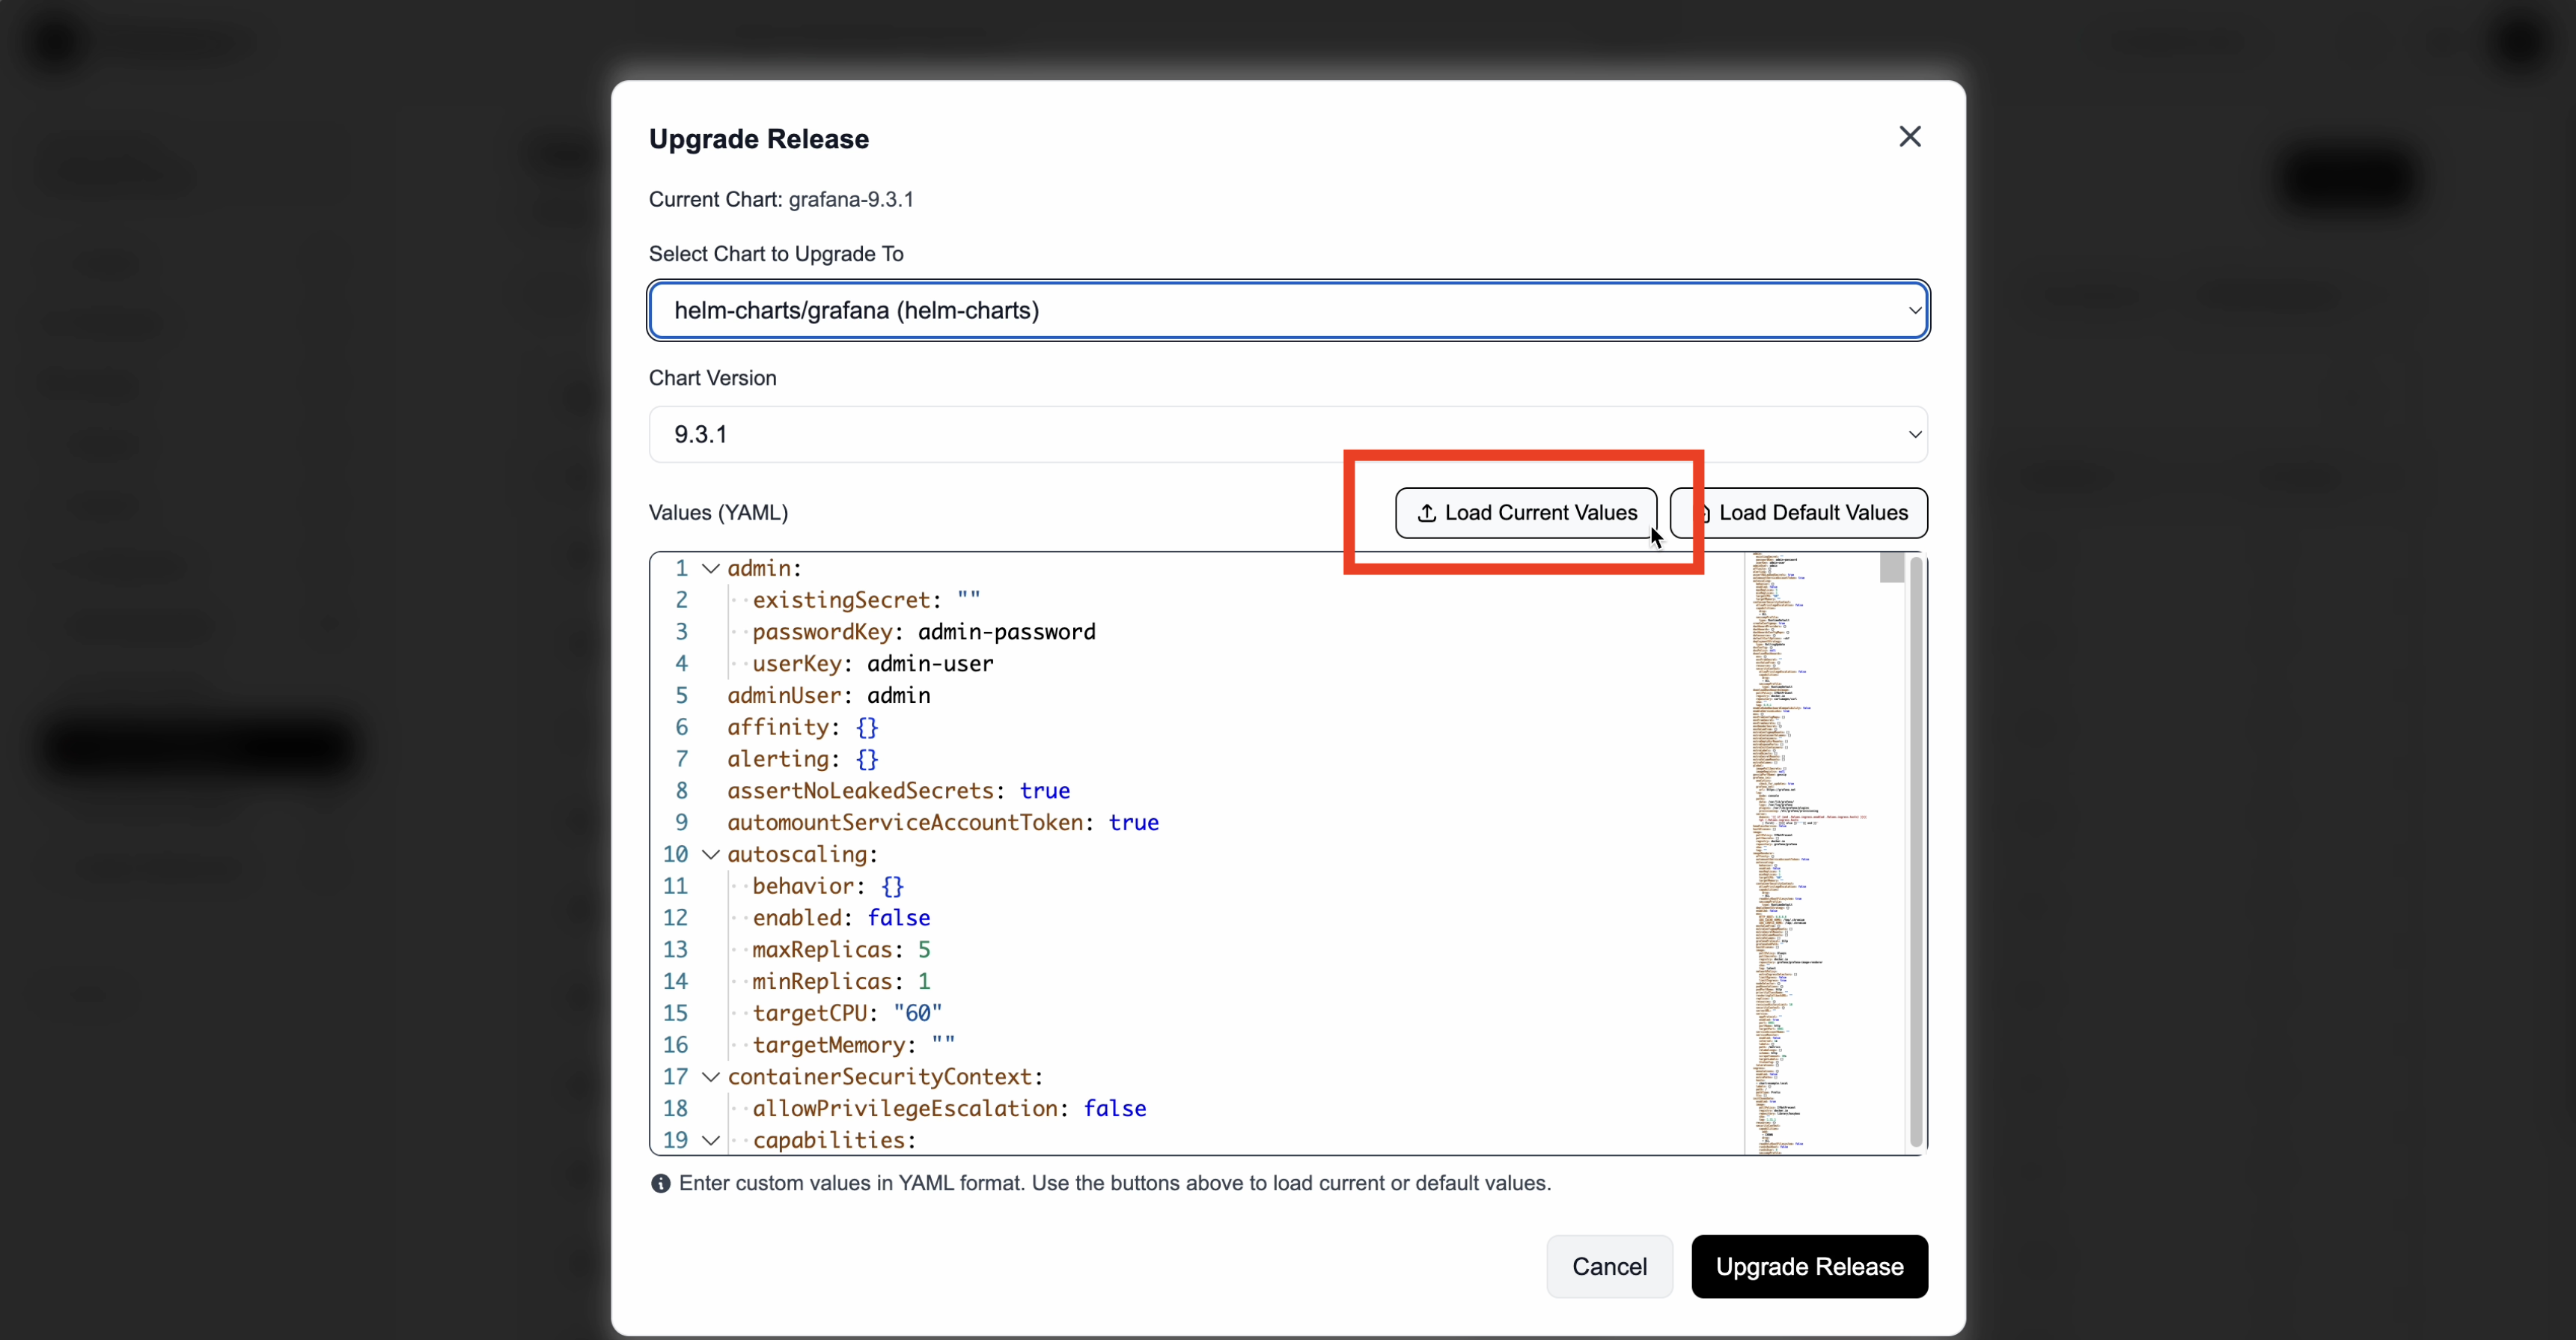 Upgrade Release
Current Chart: grafana-9.3.1
Select Chart to Upgrade To
helm-charts/grafana (helm-charts)
Chart Version
9.3.1
Values (YAML) Load Current Values Load Default Values
1 admin:
2 existingSecret: ""
3 passwordKey: admin-password
4 userKey: admin-user
5 adminUser: admin
6 affinity: {}
7 alerting: {}
8 assertNoLeakedSecrets: true
9 automountServiceAccountToken: true
10 autoscaling:
11 behavior: {}
12 enabled: false
13 maxReplicas: 5
14 minReplicas: 1
15 targetCPU: "60"
16 targetMemory: ""
17 containerSecurityContext:
18 allowPrivilegeEscalation: false
19 capabilities:
Enter custom values in YAML format. Use the buttons above to load current or default values.
Cancel Upgrade Release